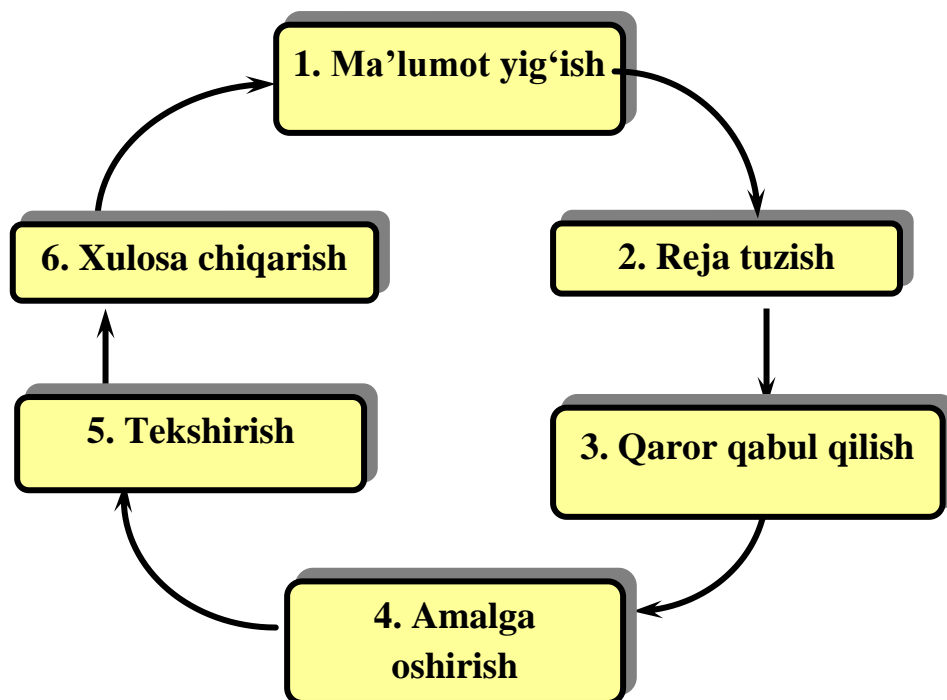 1. Ma’lumot yig‘ish
2. Reja tuzish
3. Qaror qabul qilish
4. Amalga
oshirish
5. Tekshirish
6. Xulosa chiqarish